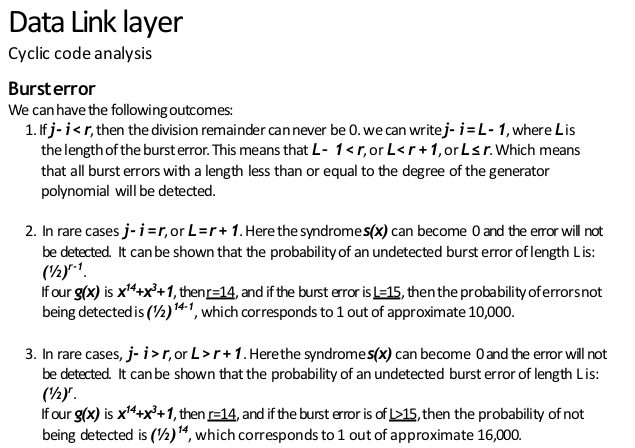 Data Link layer
Cyclic code analysis
Burst error
We can have the following outcomes:
1. If j- i < r, then the division remainder can never be 0. we can write j- i = L- 1, where L is
the length of the burst error. This means that L- 1 < r, or L < r + 1, or L ≤ r. Which means
that all burst errors with a length less than or equal to the degree of the generator
polynomial will be detected.
2. In rare cases j- i = r, or L = r + 1. Here the syndrome s(x) can become 0 and the error will not
be detected. It can be shown that the probability of an undetected burst error of length L is:
(½)ʳ⁻¹.
If our g(x) is x¹⁴+x³+1, then r=14, and if the burst error is L=15, then the probability of errors not
being detected is (½)¹⁴⁻¹, which corresponds to 1 out of approximate 10,000.
3. In rare cases, j- i > r, or L > r + 1. Here the syndrome s(x) can become 0 and the error will not
be detected. It can be shown that the probability of an undetected burst error of length L is:
(½)ʳ.
If our g(x) is x¹⁴+x³+1, then r=14, and if the burst error is of L>15, then the probability of not
being detected is (½)¹⁴, which corresponds to 1 out of approximate 16,000.